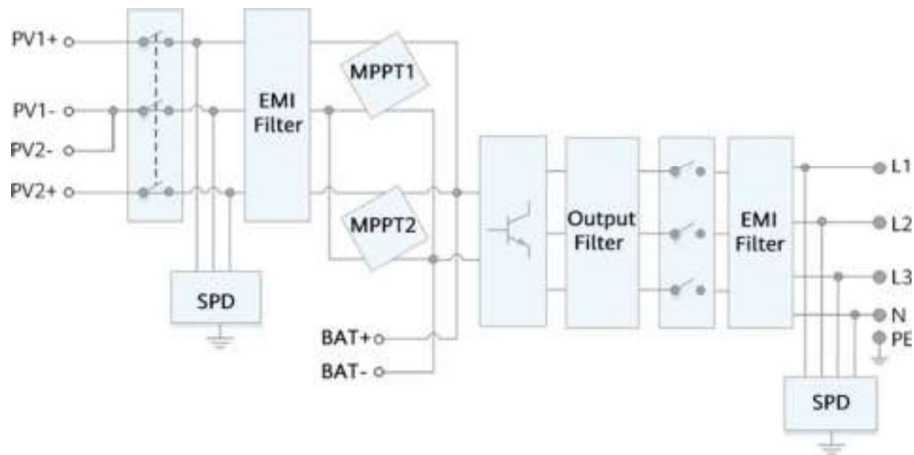 PV1+
PV1-
PV2-
PV2+
EMI
Filter
SPD
MPPT1
MPPT2
BAT+
BAT-
Output
Filter
EMI
Filter
L1
L2
L3
N
PE
SPD